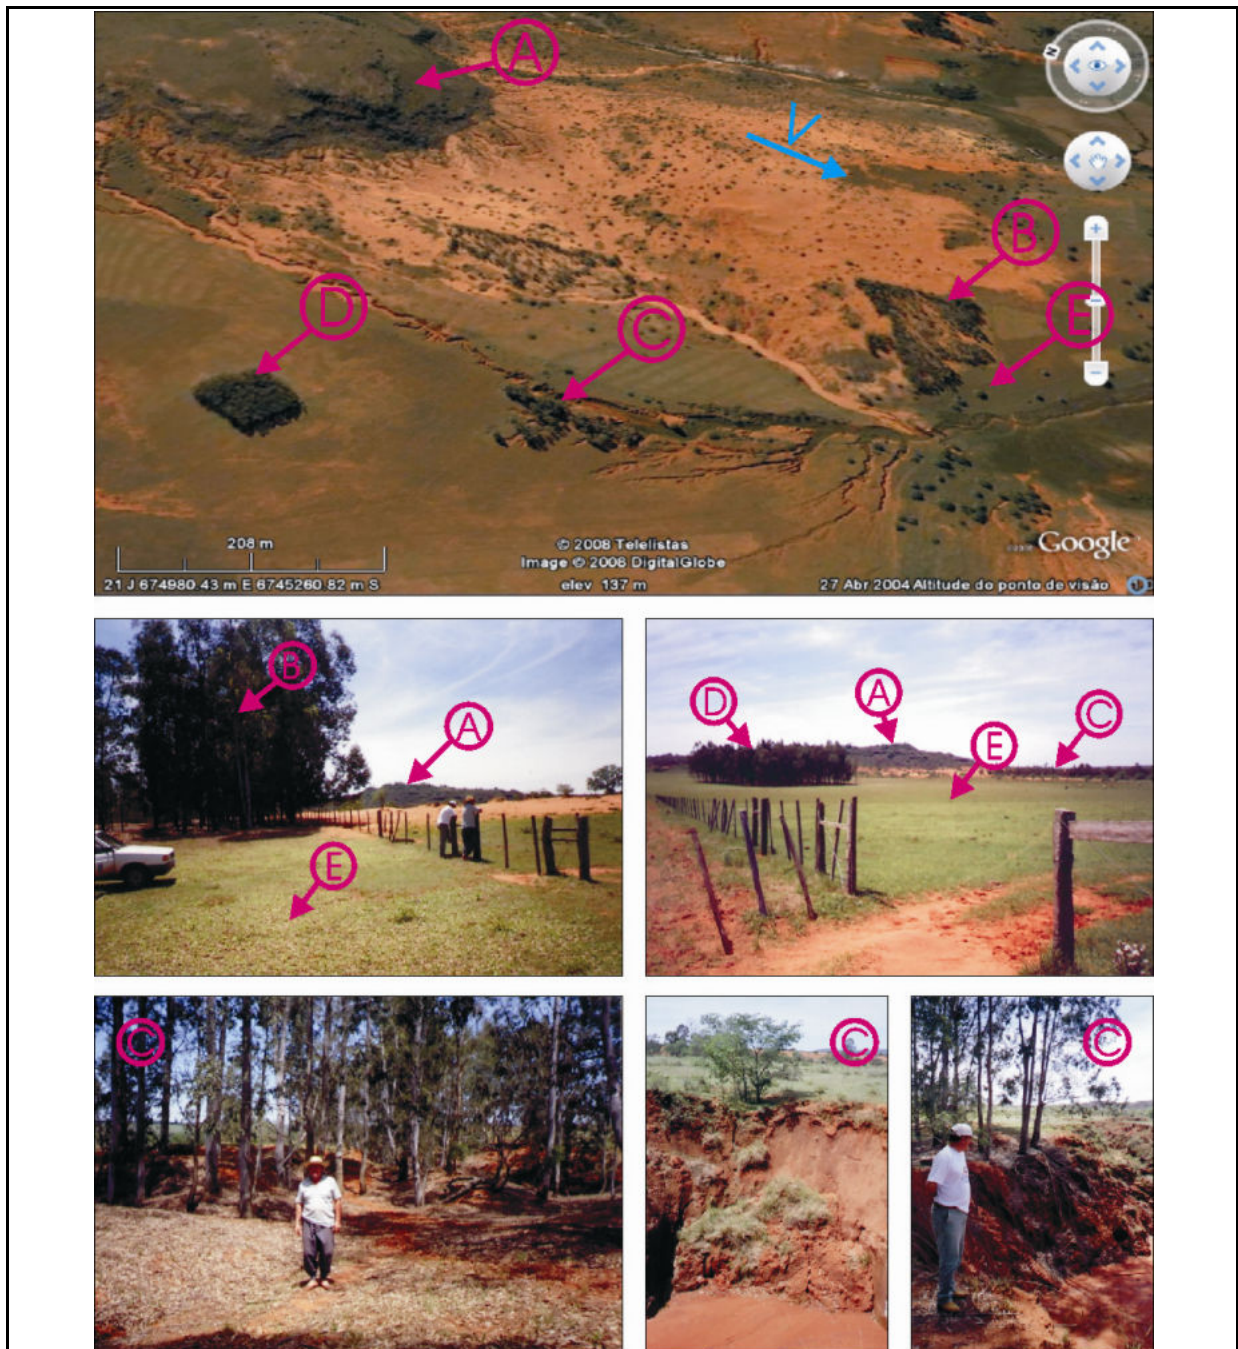 A
N
V
B
D
E
C
208 m
© 2008 Telelistas
Image © 2008 DigitalGlobe
Google
21 J 674980.43 m E 6745260.82 m S
elev 137 m
27 Abr 2004 Altitude do ponto de visão
B
A
E
D
A
E
C
C
C
C